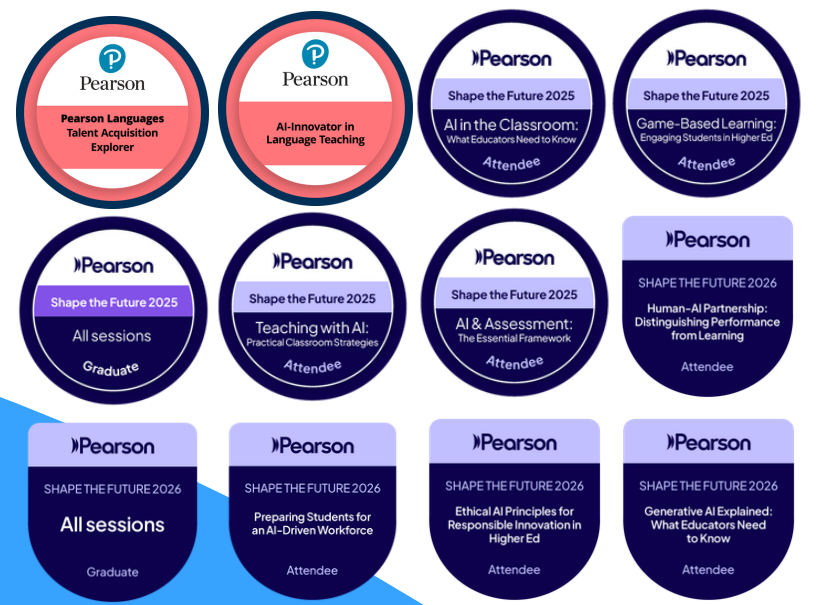 Pearson
Pearson Languages
Talent Acquisition
Explorer
Pearson
AI-Innovator in
Language Teaching
Pearson
Shape the Future 2025
AI in the Classroom:
What Educators Need to Know
Attendee
Pearson
Shape the Future 2025
Game-Based Learning:
Engaging Students in Higher Ed
Attendee
Pearson
Shape the Future 2025
All sessions
Graduate
Pearson
Shape the Future 2025
Teaching with AI:
Practical Classroom Strategies
Attendee
Pearson
Shape the Future 2025
AI & Assessment:
The Essential Framework
Attendee
Pearson
SHAPE THE FUTURE 2026
Human-AI Partnership:
Distinguishing Performance
from Learning
Attendee
Pearson
SHAPE THE FUTURE 2026
All sessions
Graduate
Pearson
SHAPE THE FUTURE 2026
Preparing Students for
an AI-Driven Workforce
Attendee
Pearson
SHAPE THE FUTURE 2026
Ethical AI Principles for
Responsible Innovation in
Higher Ed
Attendee
Pearson
SHAPE THE FUTURE 2026
Generative AI Explained:
What Educators Need
to Know
Attendee